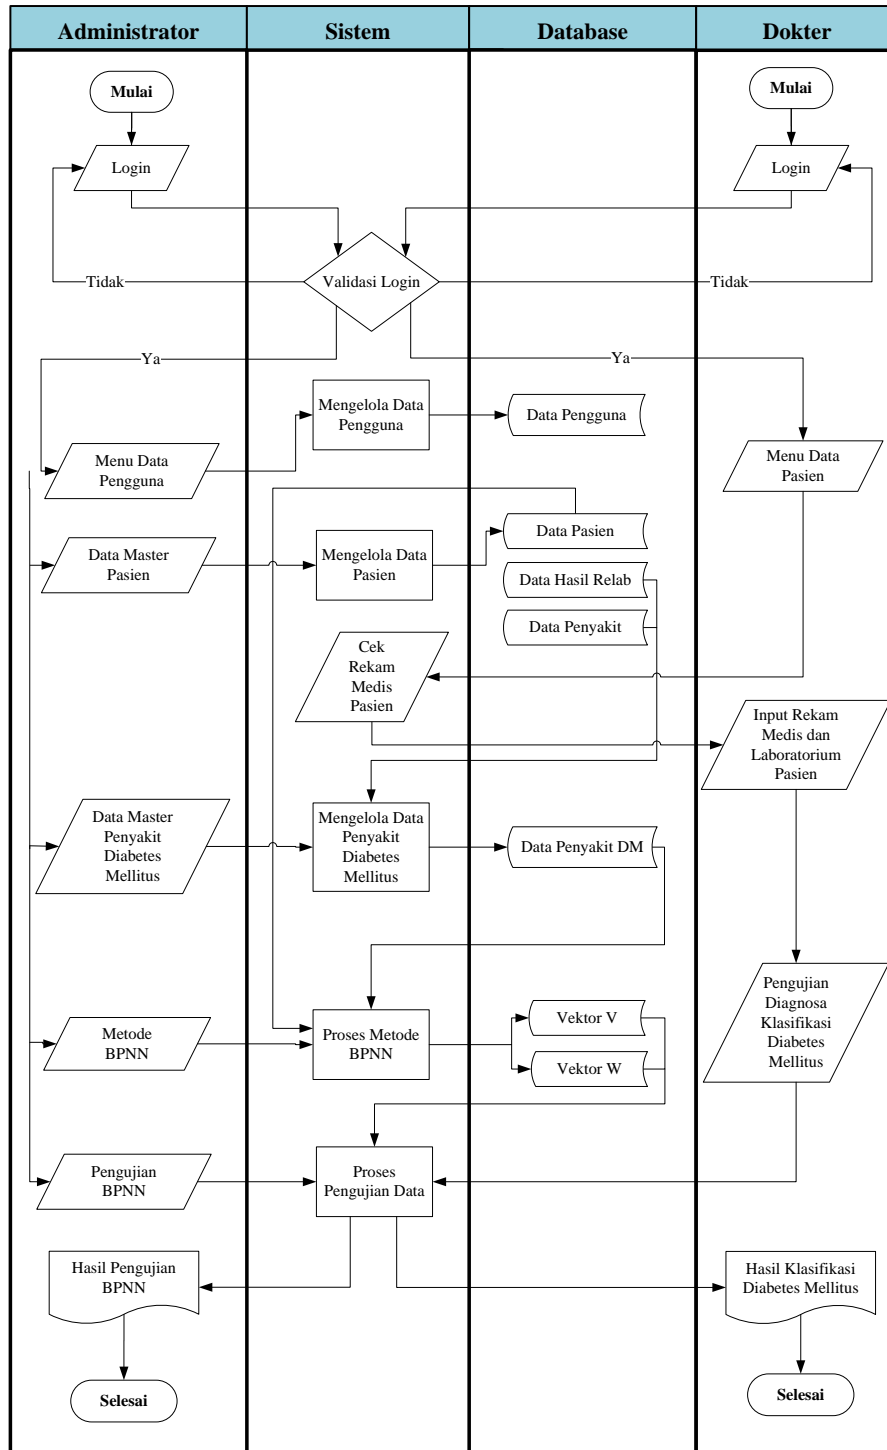 Administrator
Sistem
Database
Dokter
Mulai
Mulai
Login
Login
Validasi Login
Tidak
Tidak
Ya
Ya
Mengelola Data
Pengguna
Data Pengguna
Menu Data
Pengguna
Menu Data
Pasien
Data Master
Pasien
Mengelola Data
Pasien
Data Pasien
Data Hasil Relab
Data Penyakit
Cek
Rekam
Medis
Pasien
Input Rekam
Medis dan
Laboratorium
Pasien
Data Master
Penyakit
Diabetes
Mellitus
Mengelola Data
Penyakit
Diabetes
Mellitus
Data Penyakit DM
Metode
BPNN
Proses Metode
BPNN
Vektor V
Vektor W
Pengujian
Diagnosa
Klasifikasi
Diabetes
Mellitus
Pengujian
BPNN
Proses
Pengujian Data
Hasil Pengujian
BPNN
Hasil Klasifikasi
Diabetes Mellitus
Selesai
Selesai